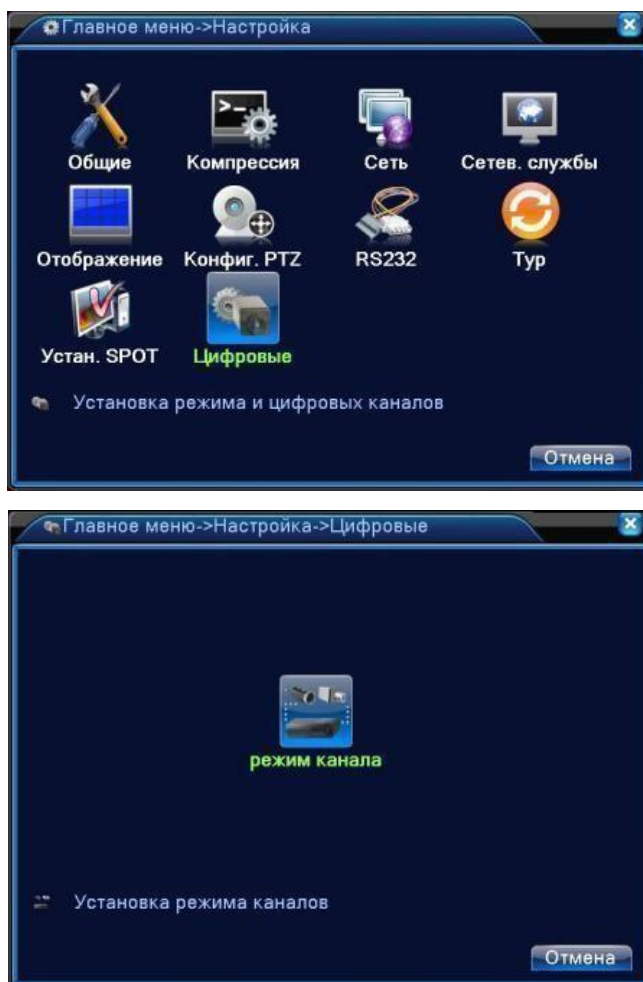 Главное меню->Настройка
Общие Компрессия Сеть Сетев. службы
Отображение Конфиг. PTZ RS232 Тур
Устан. SPOT Цифровые
Установка режима и цифровых каналов
Отмена
Главное меню->Настройка->Цифровые
режим канала
Установка режима каналов
Отмена